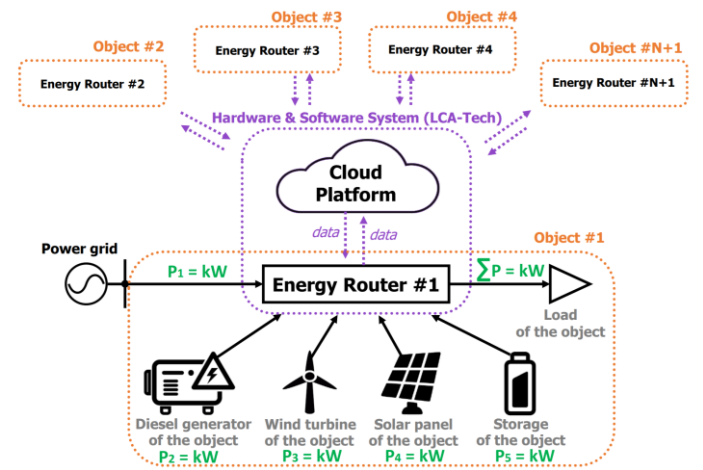 Object #3
Object #4
Object #2
Object #N+1
Energy Router #3
Energy Router #4
Energy Router #2
Energy Router #N+1
Hardware & Software System (LCA-Tech)
Cloud
Platform
data
data
Power grid
Object #1
P₁ = kW
Energy Router #1
∑P = kW
Load
of the object
Diesel generator
of the object
P₂ = kW
Wind turbine
of the object
P₃ = kW
Solar panel
of the object
P₄ = kW
Storage
of the object
P₅ = kW